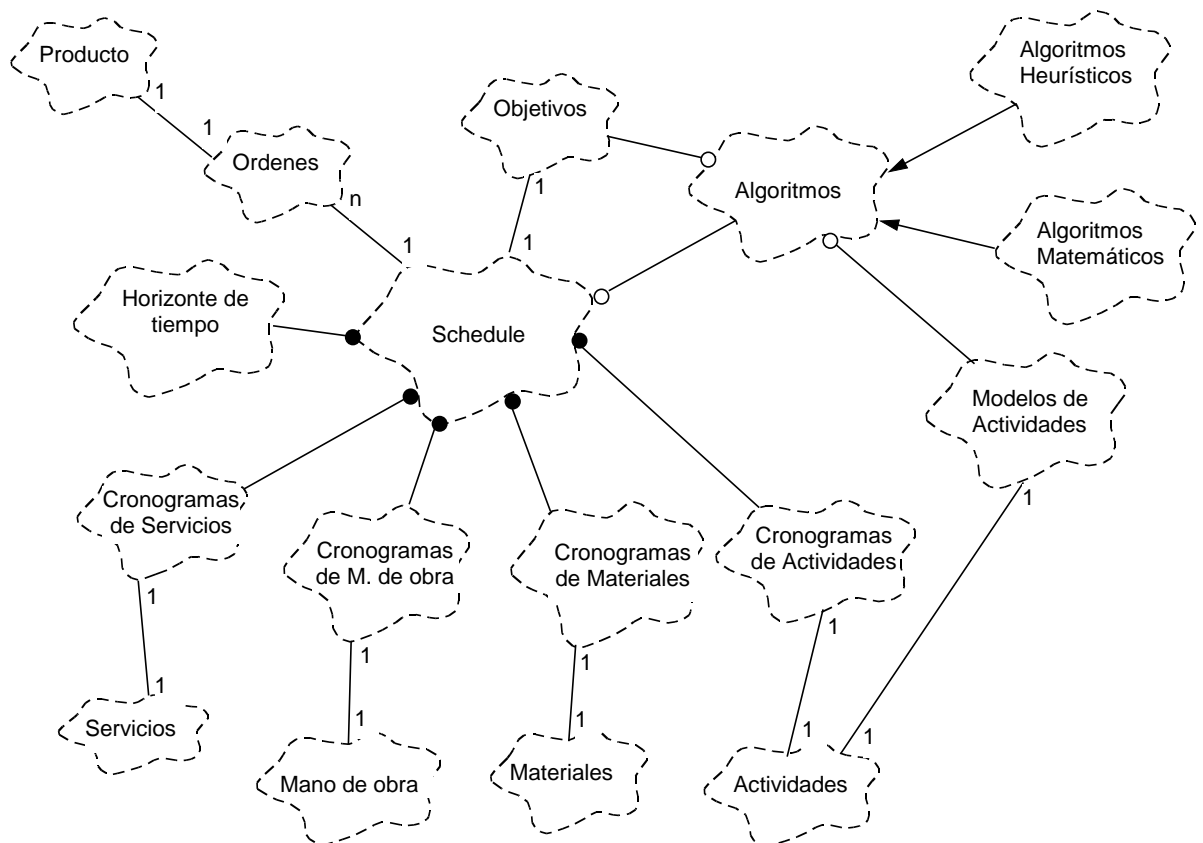 Producto
1
1
Ordenes
n
1
Objetivos
1
1
Algoritmos
Heurísticos
Algoritmos
Algoritmos
Matemáticos
Horizonte de
tiempo
Schedule
Modelos de
Actividades
1
Cronogramas
de Servicios
1
Cronogramas
de M. de obra
1
Cronogramas
de Materiales
1
Cronogramas
de Actividades
1
1
Servicios
1
Mano de obra
1
Materiales
1
1
Actividades